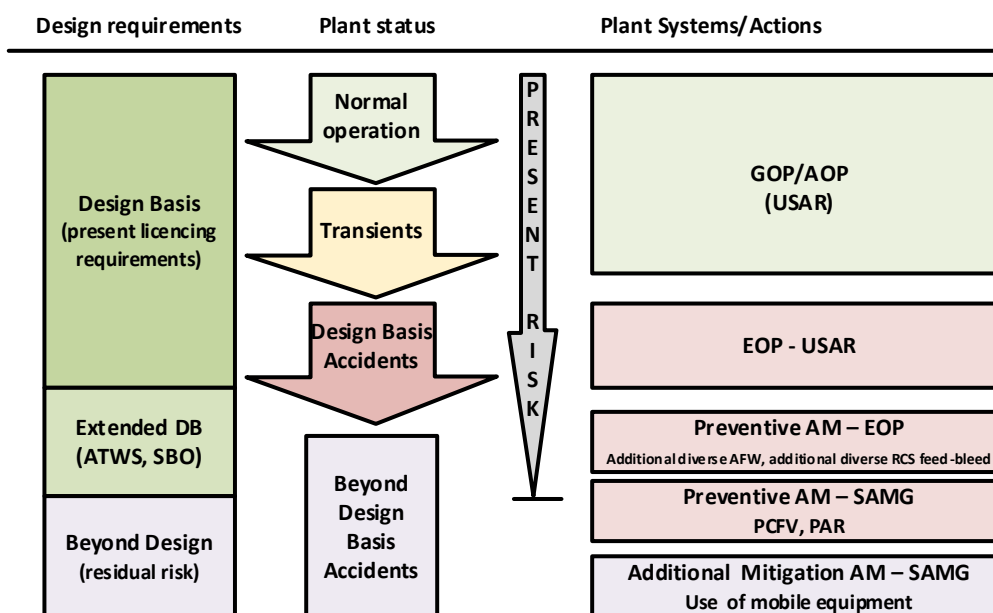 Design requirements
Plant status
Plant Systems/Actions
Design Basis
(present licencing
requirements)
Extended DB
(ATWS, SBO)
Beyond Design
(residual risk)
Normal
operation
Transients
Design Basis
Accidents
Beyond
Design
Basis
Accidents
PRESENT RISK
GOP/AOP
(USAR)
EOP - USAR
Preventive AM – EOP
Additional diverse AFW, additional diverse RCS feed-bleed
Preventive AM – SAMG
PCFV, PAR
Additional Mitigation AM – SAMG
Use of mobile equipment